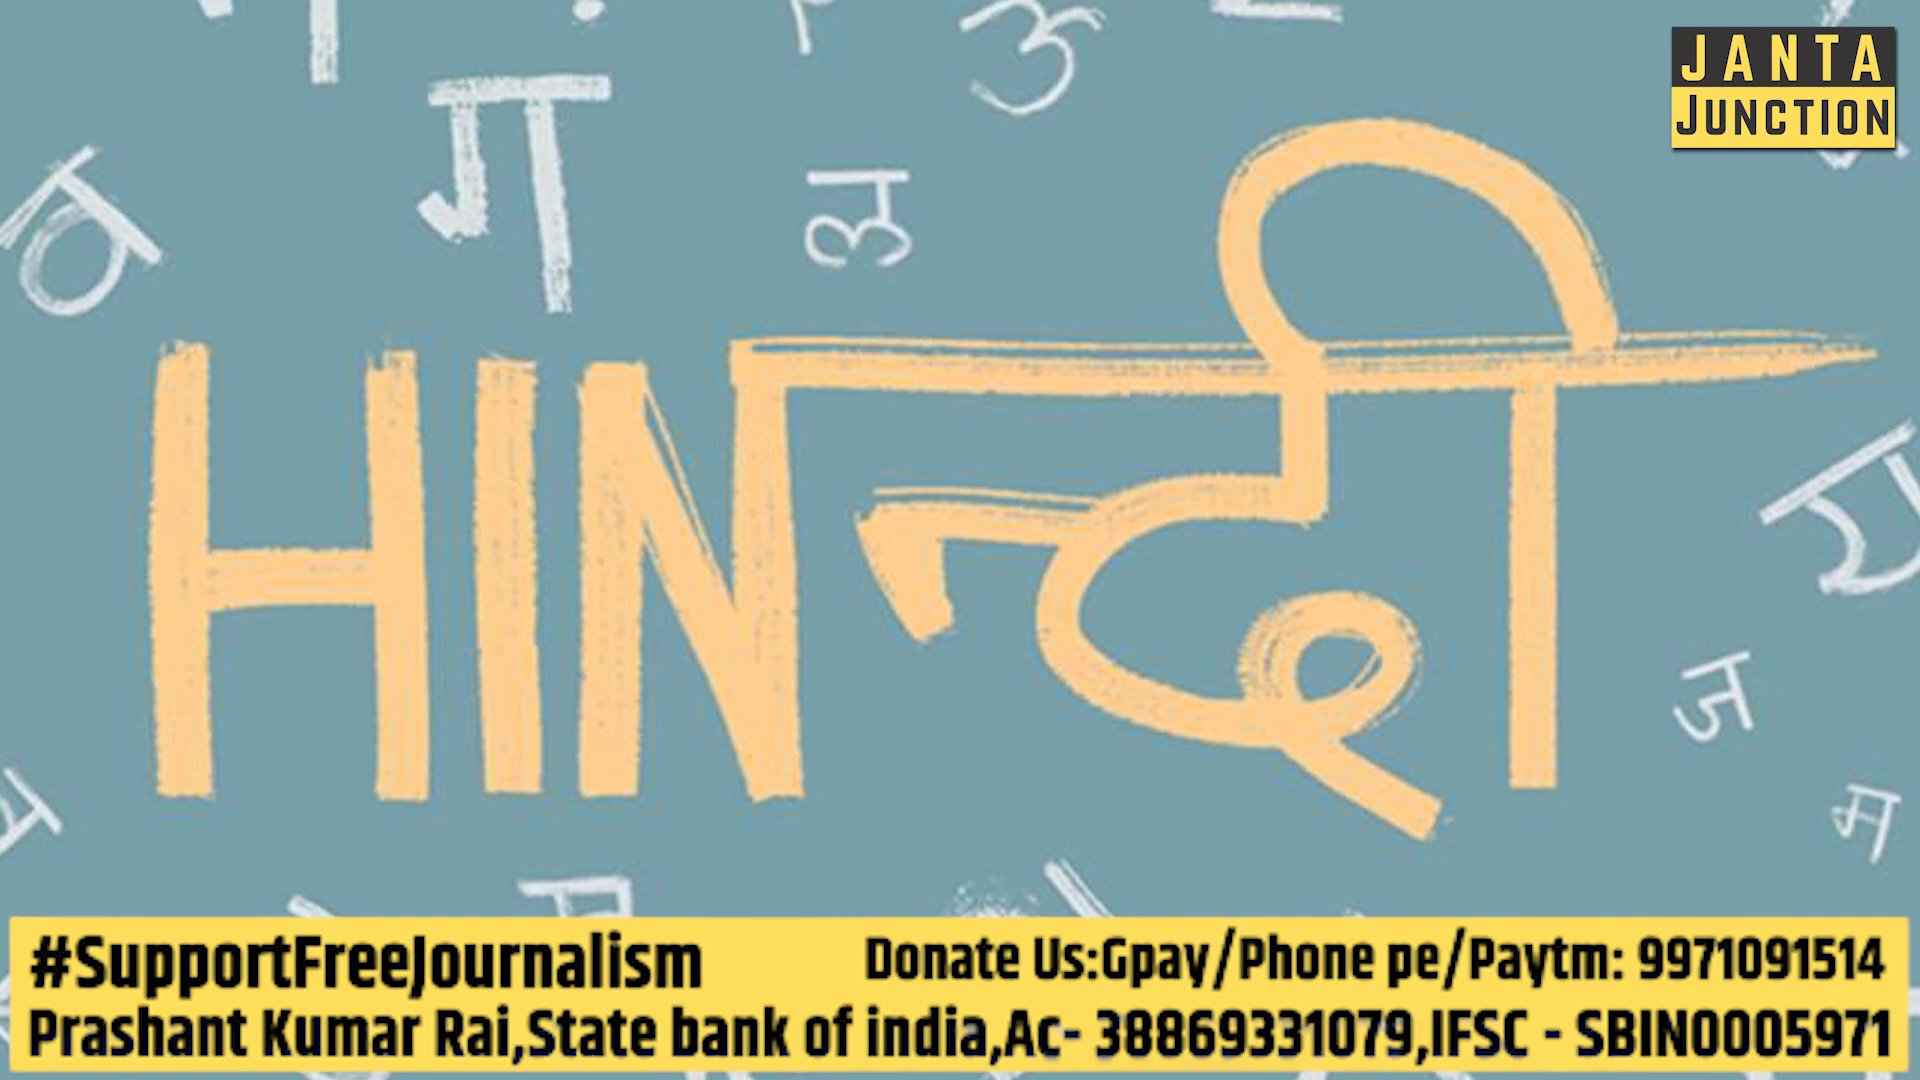 JANTA
JUNCTION
उ
ग
व
अ
HINन्दी
य
ज
म
#SupportFreeJournalism
Donate Us:Gpay/Phone pe/Paytm: 9971091514
Prashant Kumar Rai,State bank of india,Ac- 38869331079,IFSC - SBIN0005971